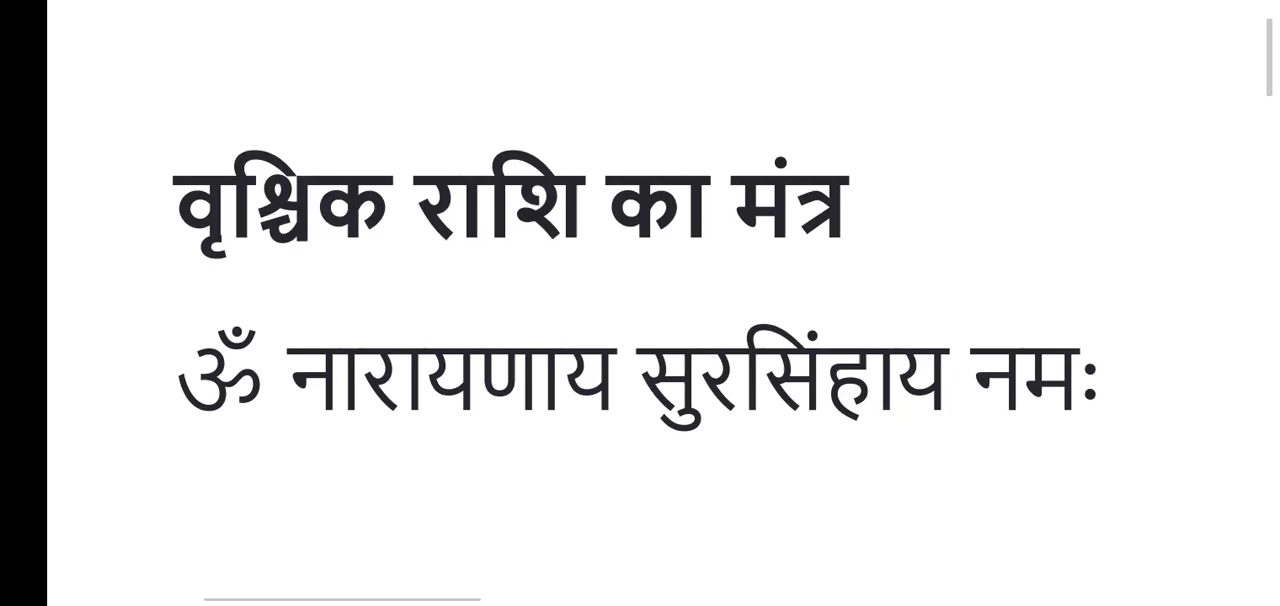 वृश्चिक राशि का मंत्र
ॐ नारायणाय सुरसिंहाय नमः